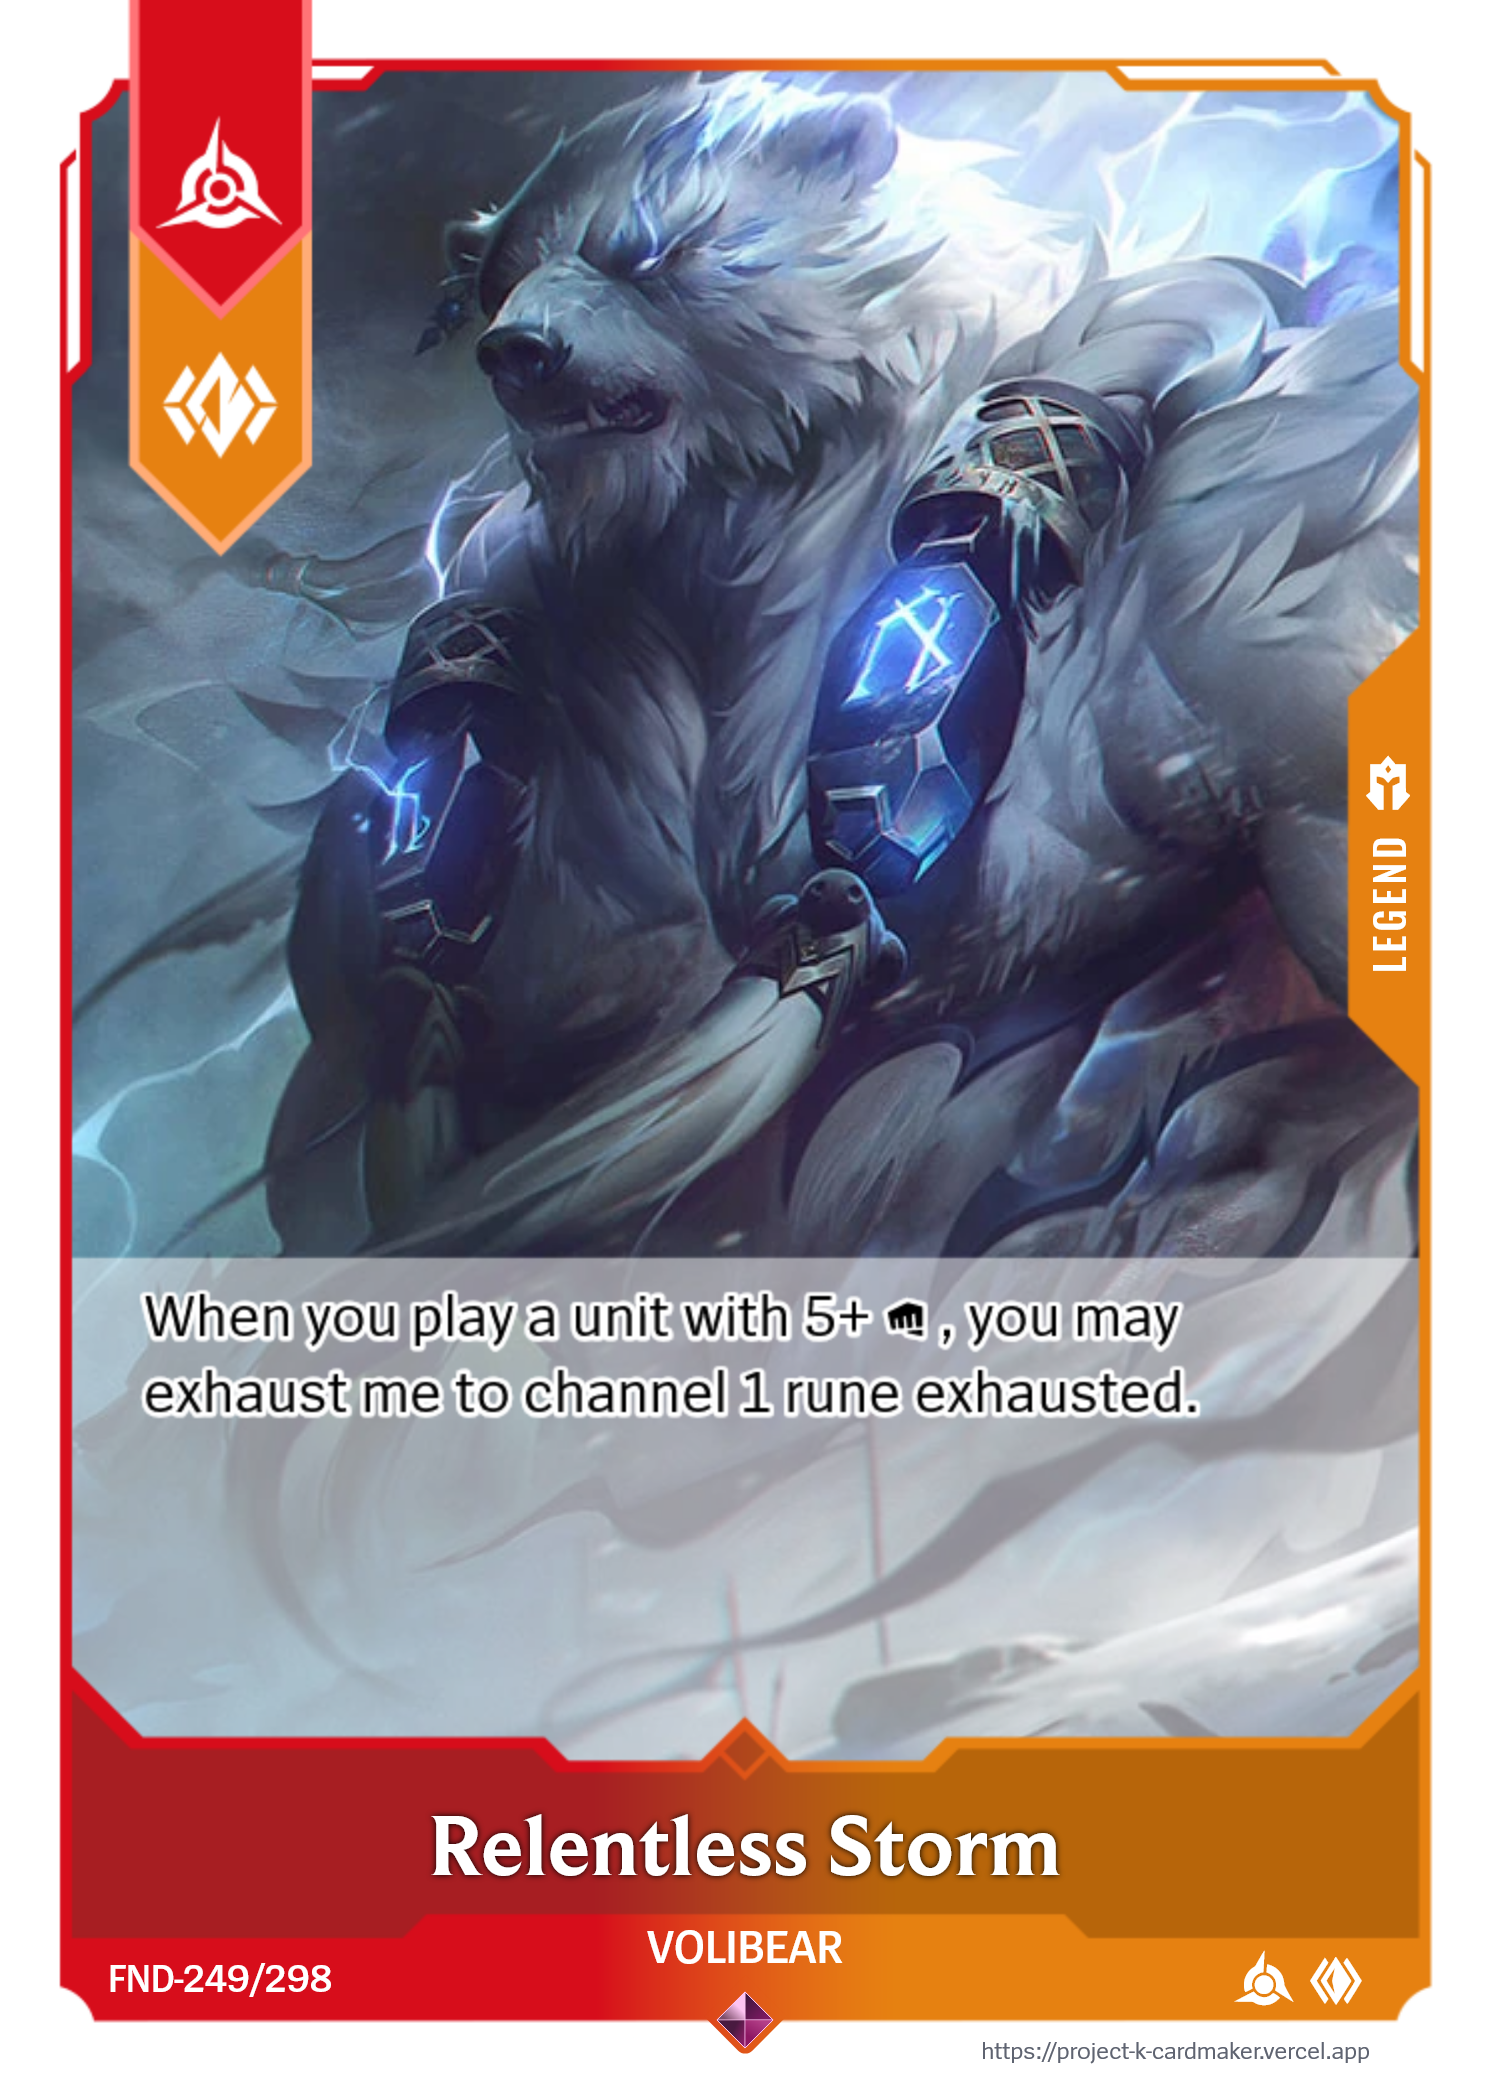 LEGEND
When you play a unit with 5+ , you may
exhaust me to channel 1 rune exhausted.
Relentless Storm
VOLIBEAR
FND-249/298
https://project-k-cardmaker.vercel.app